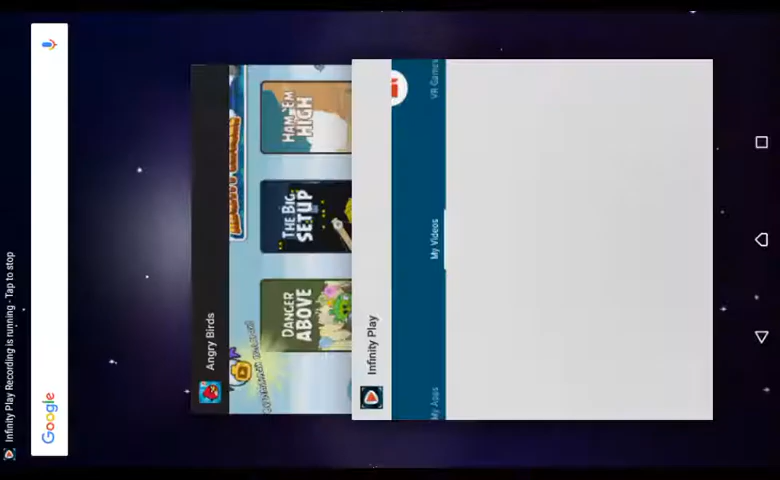 Infinity Play Recording is running - Tap to stop
Google
Angry Birds
DANGER
ABOVE
THE BIG
SETUP
HAM 'EM
HIGH
Infinity Play
My Apps
My Videos
VR Games